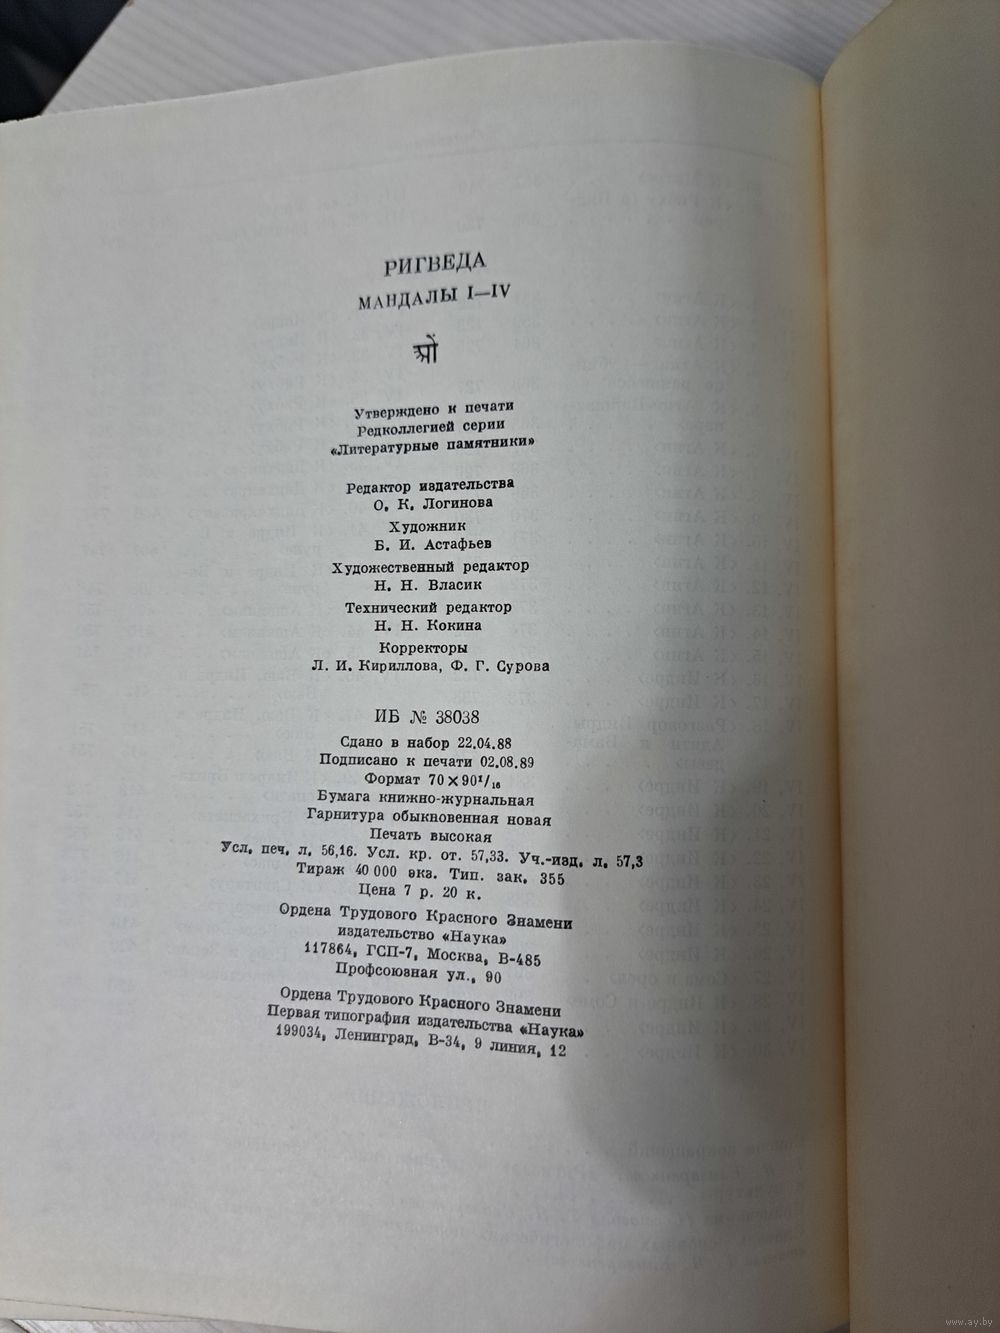 РИГВЕДА
МАНДАЛЫ I—IV
ओं
Утверждено к печати
Редколлегией серии
«Литературные памятники»
Редактор издательства
О. К. Логинова
Художник
Б. И. Астафьев
Художественный редактор
Н. Н. Власик
Технический редактор
Н. Н. Кокина
Корректоры
Л. И. Кириллова, Ф. Г. Сурова
ИБ № 38038
Сдано в набор 22.04.88
Подписано к печати 02.08.89
Формат 70×90¹/₁₆
Бумага книжно-журнальная
Гарнитура обыкновенная новая
Печать высокая
Усл. печ. л. 56,16. Усл. кр. от. 57,33. Уч.-изд. л. 57,3
Тираж 40 000 экз. Тип. зак. 355
Цена 7 р. 20 к.
Ордена Трудового Красного Знамени
издательство «Наука»
117864, ГСП-7, Москва, В-485
Профсоюзная ул., 90
Ордена Трудового Красного Знамени
Первая типография издательства «Наука»
199034, Ленинград, В-34, 9 линия, 12
www.ay.by